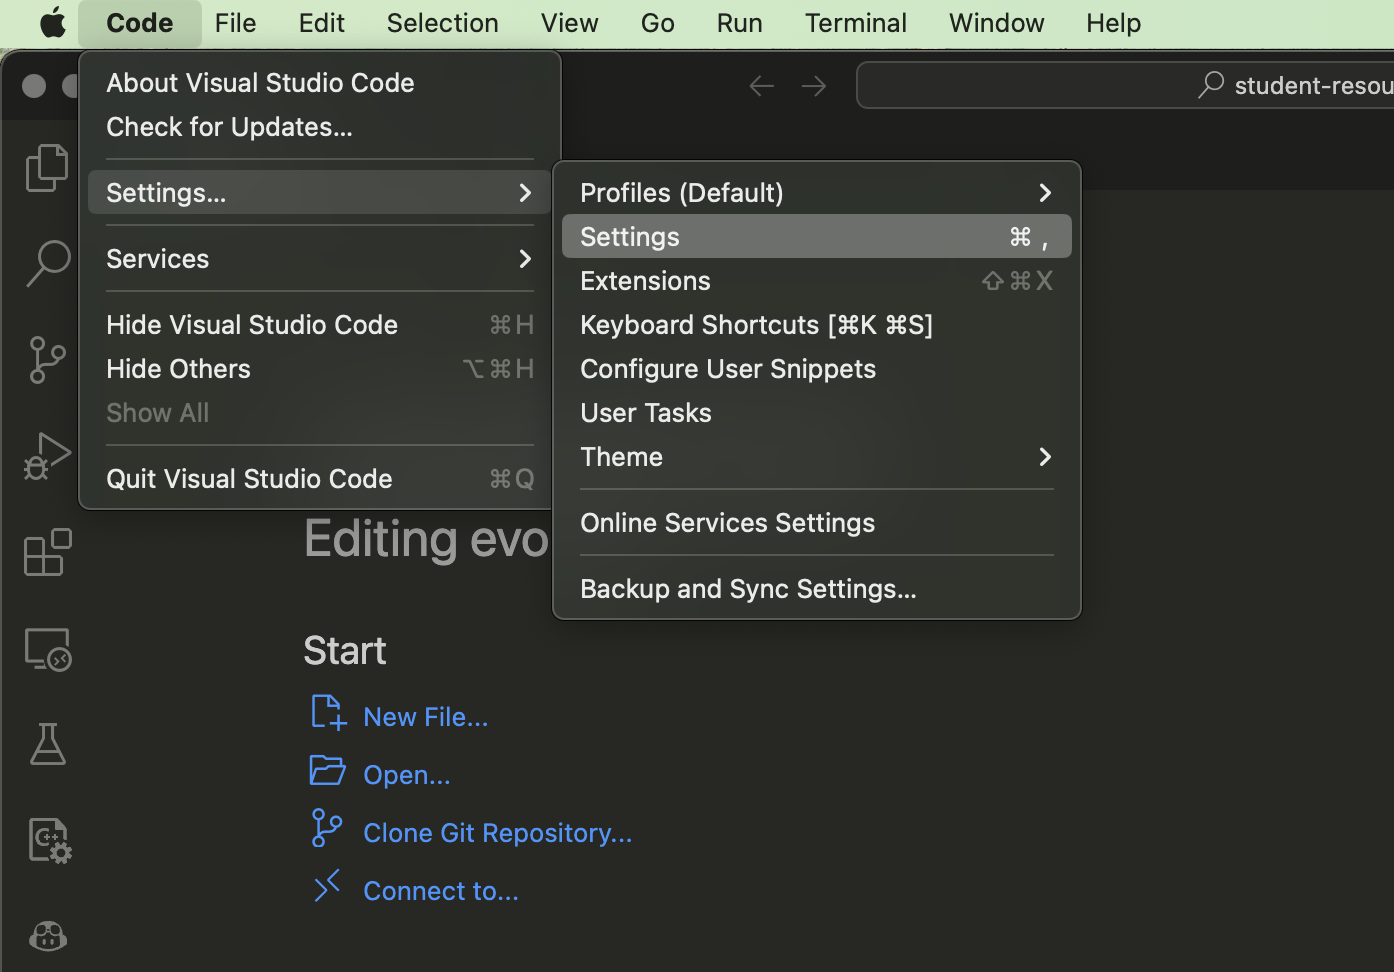 Code File Edit Selection View Go Run Terminal Window Help
student-resou
About Visual Studio Code
Check for Updates...
Settings...
Services
Hide Visual Studio Code ⌘H
Hide Others ⌥⌘H
Show All
Quit Visual Studio Code ⌘Q
Profiles (Default)
Settings ⌘ ,
Extensions ⇧⌘X
Keyboard Shortcuts [⌘K ⌘S]
Configure User Snippets
User Tasks
Theme
Online Services Settings
Backup and Sync Settings...
Editing evo
Start
New File...
Open...
Clone Git Repository...
Connect to...
C++